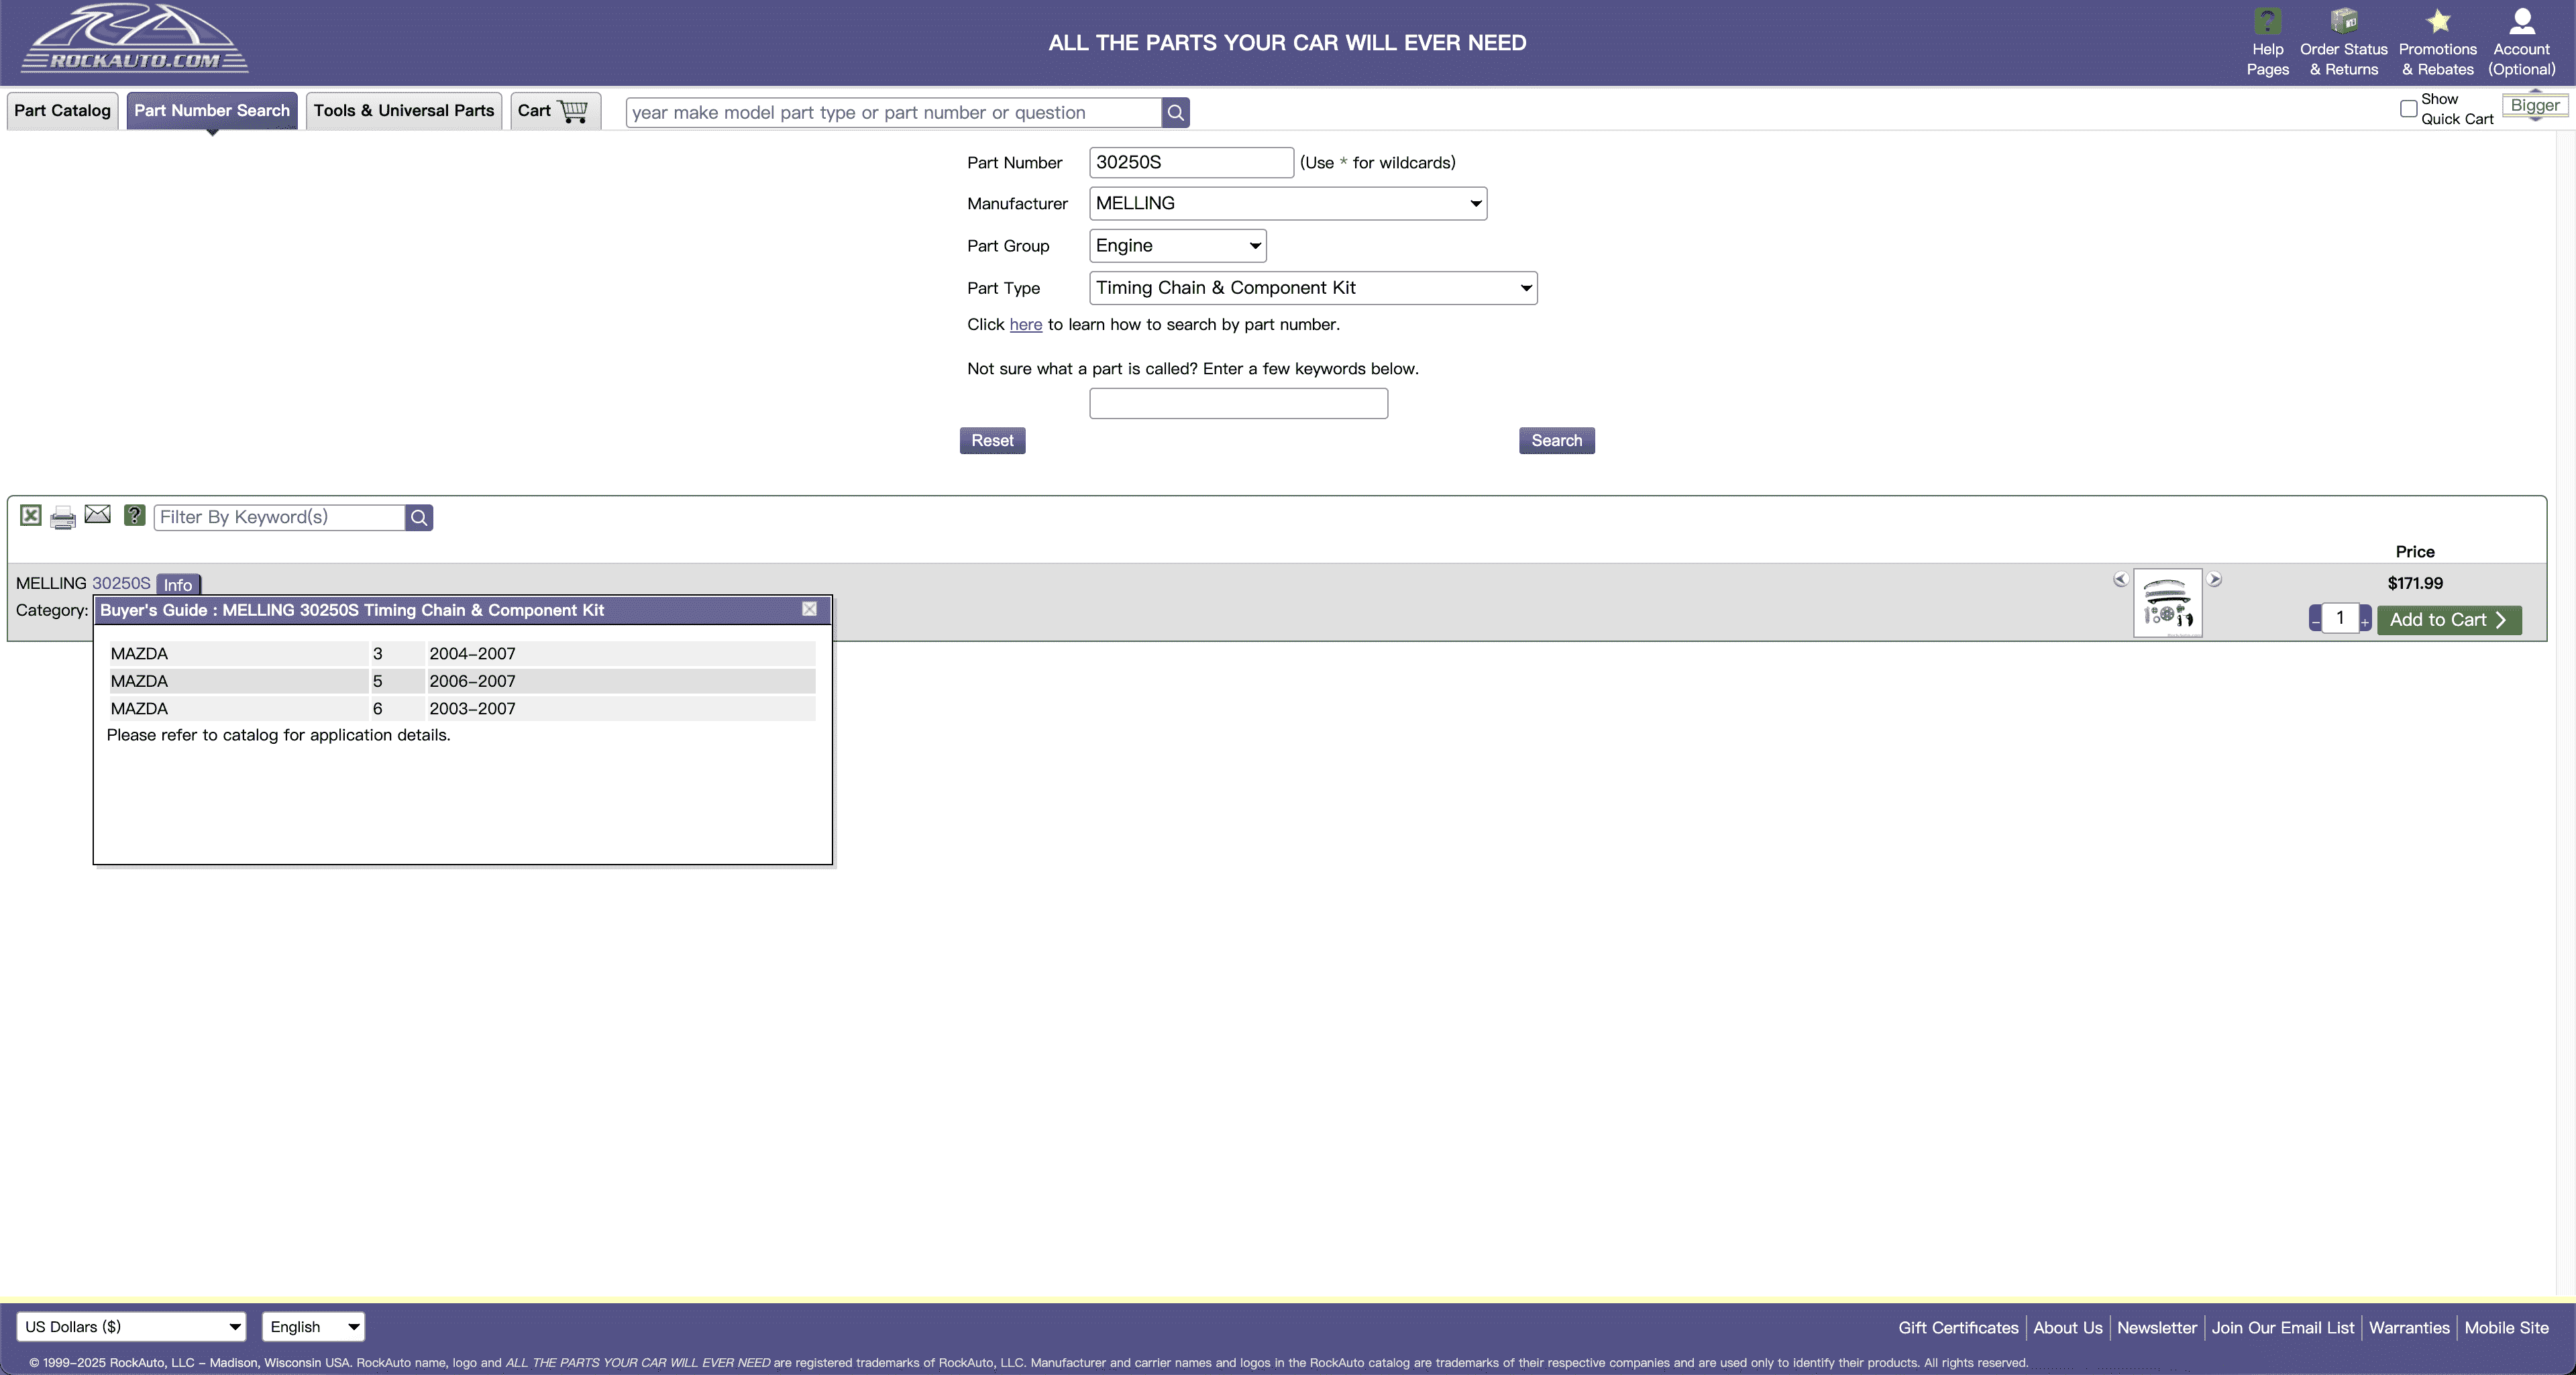 ROCKAUTO.COM
ALL THE PARTS YOUR CAR WILL EVER NEED
Help Pages
Order Status & Returns
Promotions & Rebates
Account (Optional)
Part Catalog
Part Number Search
Tools & Universal Parts
Cart
year make model part type or part number or question
Show Quick Cart
Bigger
Part Number 30250S (Use * for wildcards)
Manufacturer MELLING
Part Group Engine
Part Type Timing Chain & Component Kit
Click here to learn how to search by part number.
Not sure what a part is called? Enter a few keywords below.
Reset Search
Filter By Keyword(s)
Price
MELLING 30250S Info
$171.99
Category:
1
Add to Cart
Buyer's Guide : MELLING 30250S Timing Chain & Component Kit
MAZDA 3 2004–2007
MAZDA 5 2006–2007
MAZDA 6 2003–2007
Please refer to catalog for application details.
US Dollars ($) English
Gift Certificates About Us Newsletter Join Our Email List Warranties Mobile Site
© 1999–2025 RockAuto, LLC – Madison, Wisconsin USA. RockAuto name, logo and ALL THE PARTS YOUR CAR WILL EVER NEED are registered trademarks of RockAuto, LLC. Manufacturer and carrier names and logos in the RockAuto catalog are trademarks of their respective companies and are used only to identify their products. All rights reserved.